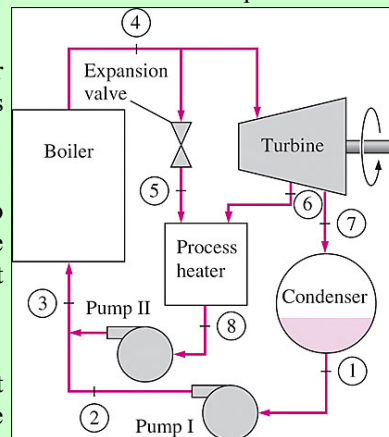 4
Expansion
valve
Boiler
Turbine
5
6
7
Process
heater
Condenser
3
Pump II
8
1
2
Pump I